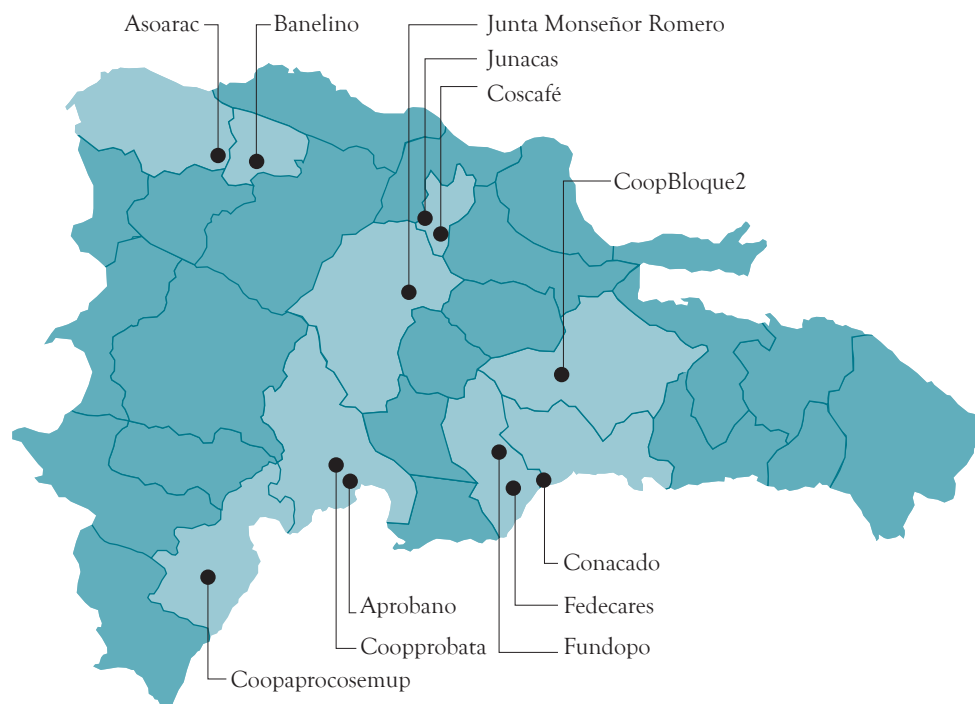 Asoarac
Banelino
Junta Monseñor Romero
Junacas
Coscafé
CoopBloque2
Conacado
Aprobano
Fedecares
Coopprobata
Fundopo
Coopaprocosemup